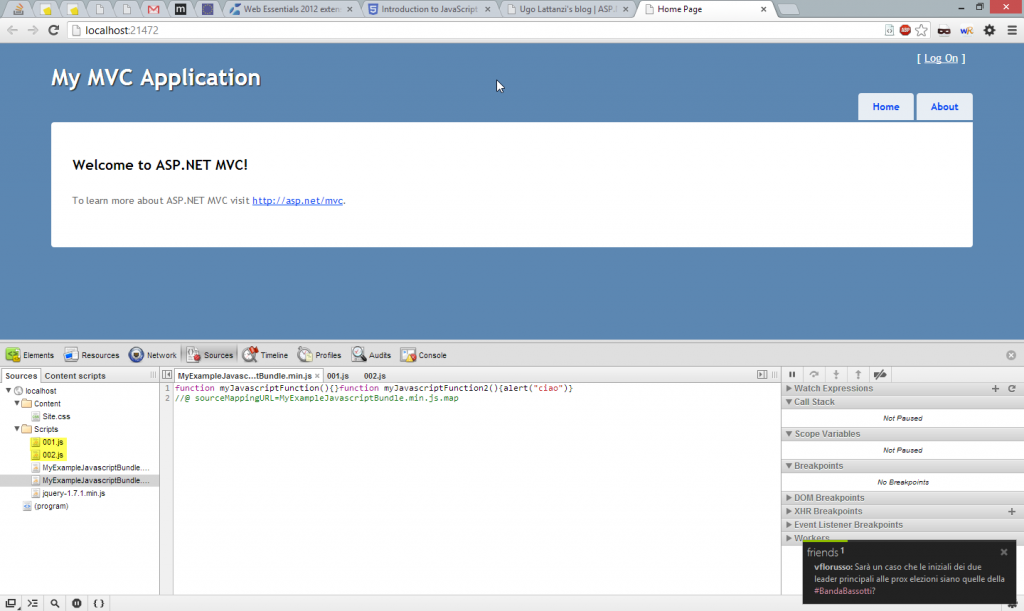 Web Essentials 2012 exten
Introduction to JavaScript
Ugo Lattanzi's blog | ASP.
Home Page
localhost:21472
ABP
[ Log On ]
My MVC Application
Home About
Welcome to ASP.NET MVC!
To learn more about ASP.NET MVC visit http://asp.net/mvc.
Elements Resources Network Sources Timeline Profiles Audits Console
Sources Content scripts
MyExampleJavasc...tBundle.min.js 001.js 002.js
localhost
Content
Site.css
Scripts
001.js
002.js
MyExampleJavascriptBundle....
MyExampleJavascriptBundle....
jquery-1.7.1.min.js
(program)
1 function myJavascriptFunction(){}function myJavascriptFunction2(){alert("ciao")}
2 //@ sourceMappingURL=MyExampleJavascriptBundle.min.js.map
Watch Expressions
Call Stack
Not Paused
Scope Variables
Not Paused
Breakpoints
No Breakpoints
DOM Breakpoints
XHR Breakpoints
Event Listener Breakpoints
Workers
friends 1
vflorusso: Sarà un caso che le iniziali dei due
leader principali alle prox elezioni siano quelle della
#BandaBassotti?